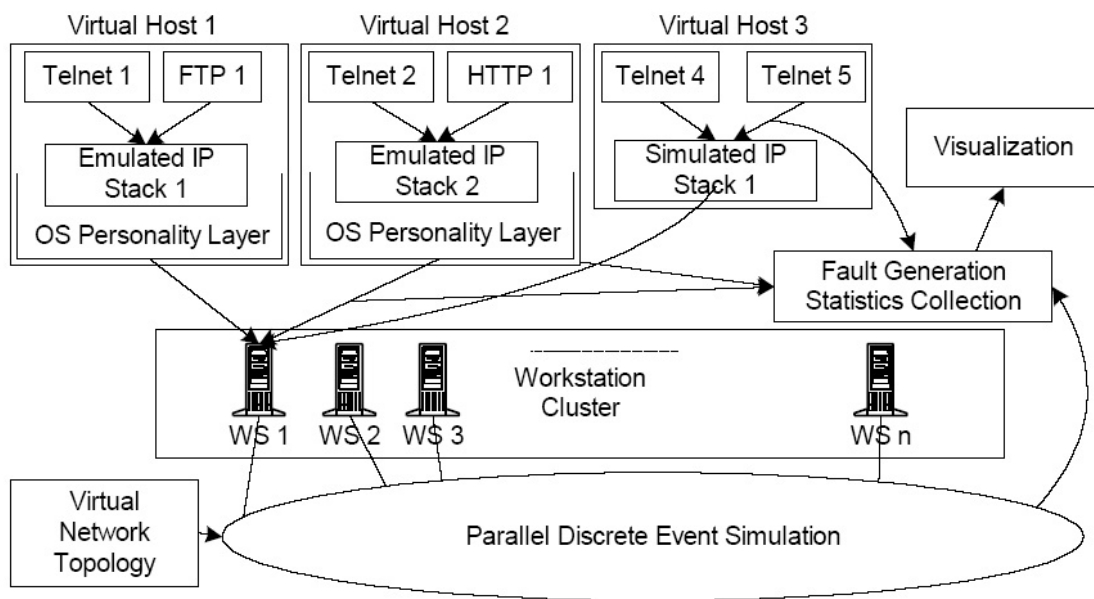 Virtual Host 1
Virtual Host 2
Virtual Host 3
Telnet 1
FTP 1
Telnet 2
HTTP 1
Telnet 4
Telnet 5
Emulated IP
Stack 1
Emulated IP
Stack 2
Simulated IP
Stack 1
Visualization
OS Personality Layer
OS Personality Layer
Fault Generation
Statistics Collection
Workstation
Cluster
WS 1
WS 2
WS 3
WS n
Virtual
Network
Topology
Parallel Discrete Event Simulation